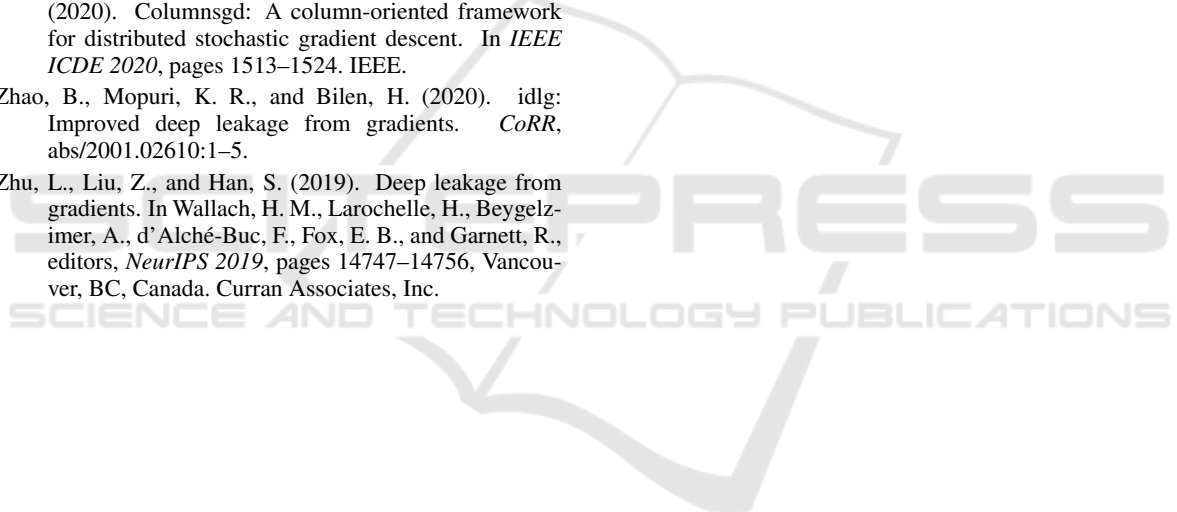 (2020). Columnsgd: A column-oriented framework
for distributed stochastic gradient descent. In IEEE
ICDE 2020, pages 1513–1524. IEEE.
Zhao, B., Mopuri, K. R., and Bilen, H. (2020). idlg:
Improved deep leakage from gradients. CoRR,
abs/2001.02610:1–5.
Zhu, L., Liu, Z., and Han, S. (2019). Deep leakage from
gradients. In Wallach, H. M., Larochelle, H., Beygelz-
imer, A., d'Alché-Buc, F., Fox, E. B., and Garnett, R.,
editors, NeurIPS 2019, pages 14747–14756, Vancou-
ver, BC, Canada. Curran Associates, Inc.
SCITEPRESS
SCIENCE AND TECHNOLOGY PUBLICATIONS